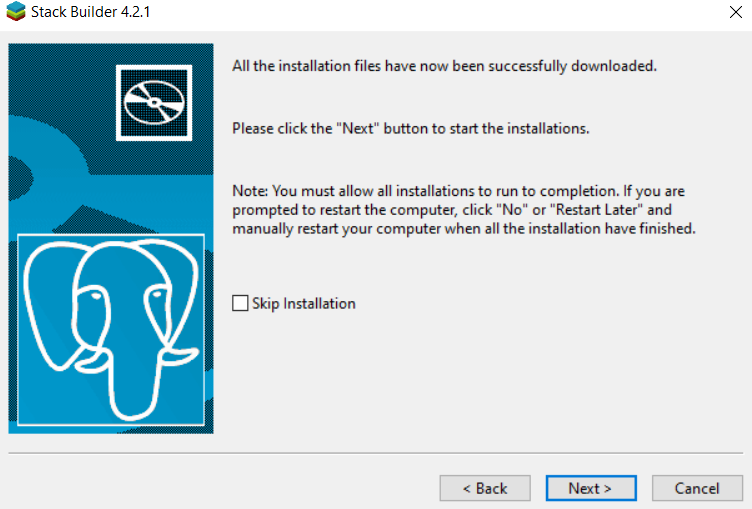 Stack Builder 4.2.1
All the installation files have now been successfully downloaded.
Please click the "Next" button to start the installations.
Note: You must allow all installations to run to completion. If you are
prompted to restart the computer, click "No" or "Restart Later" and
manually restart your computer when all the installation have finished.
Skip Installation
< Back
Next >
Cancel